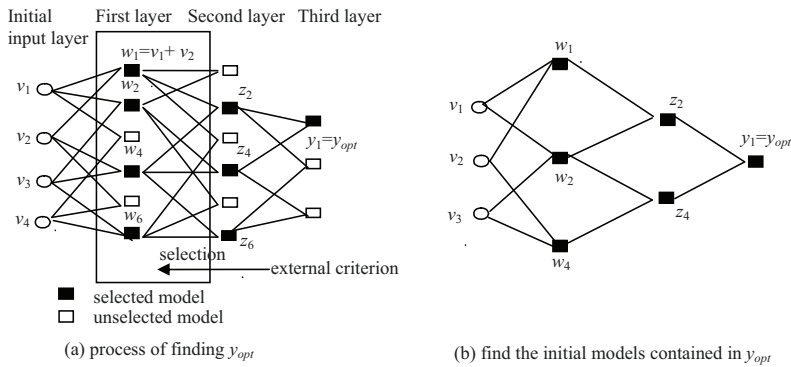 Initial input layer
First layer
Second layer
Third layer
w1=v1+ v2
w2
w4
w6
v1
v2
v3
v4
z2
z4
z6
y1=yopt
selection
external criterion
selected model
unselected model
(a) process of finding yopt
w1
w2
w4
v1
v2
v3
z2
z4
y1=yopt
(b) find the initial models contained in yopt